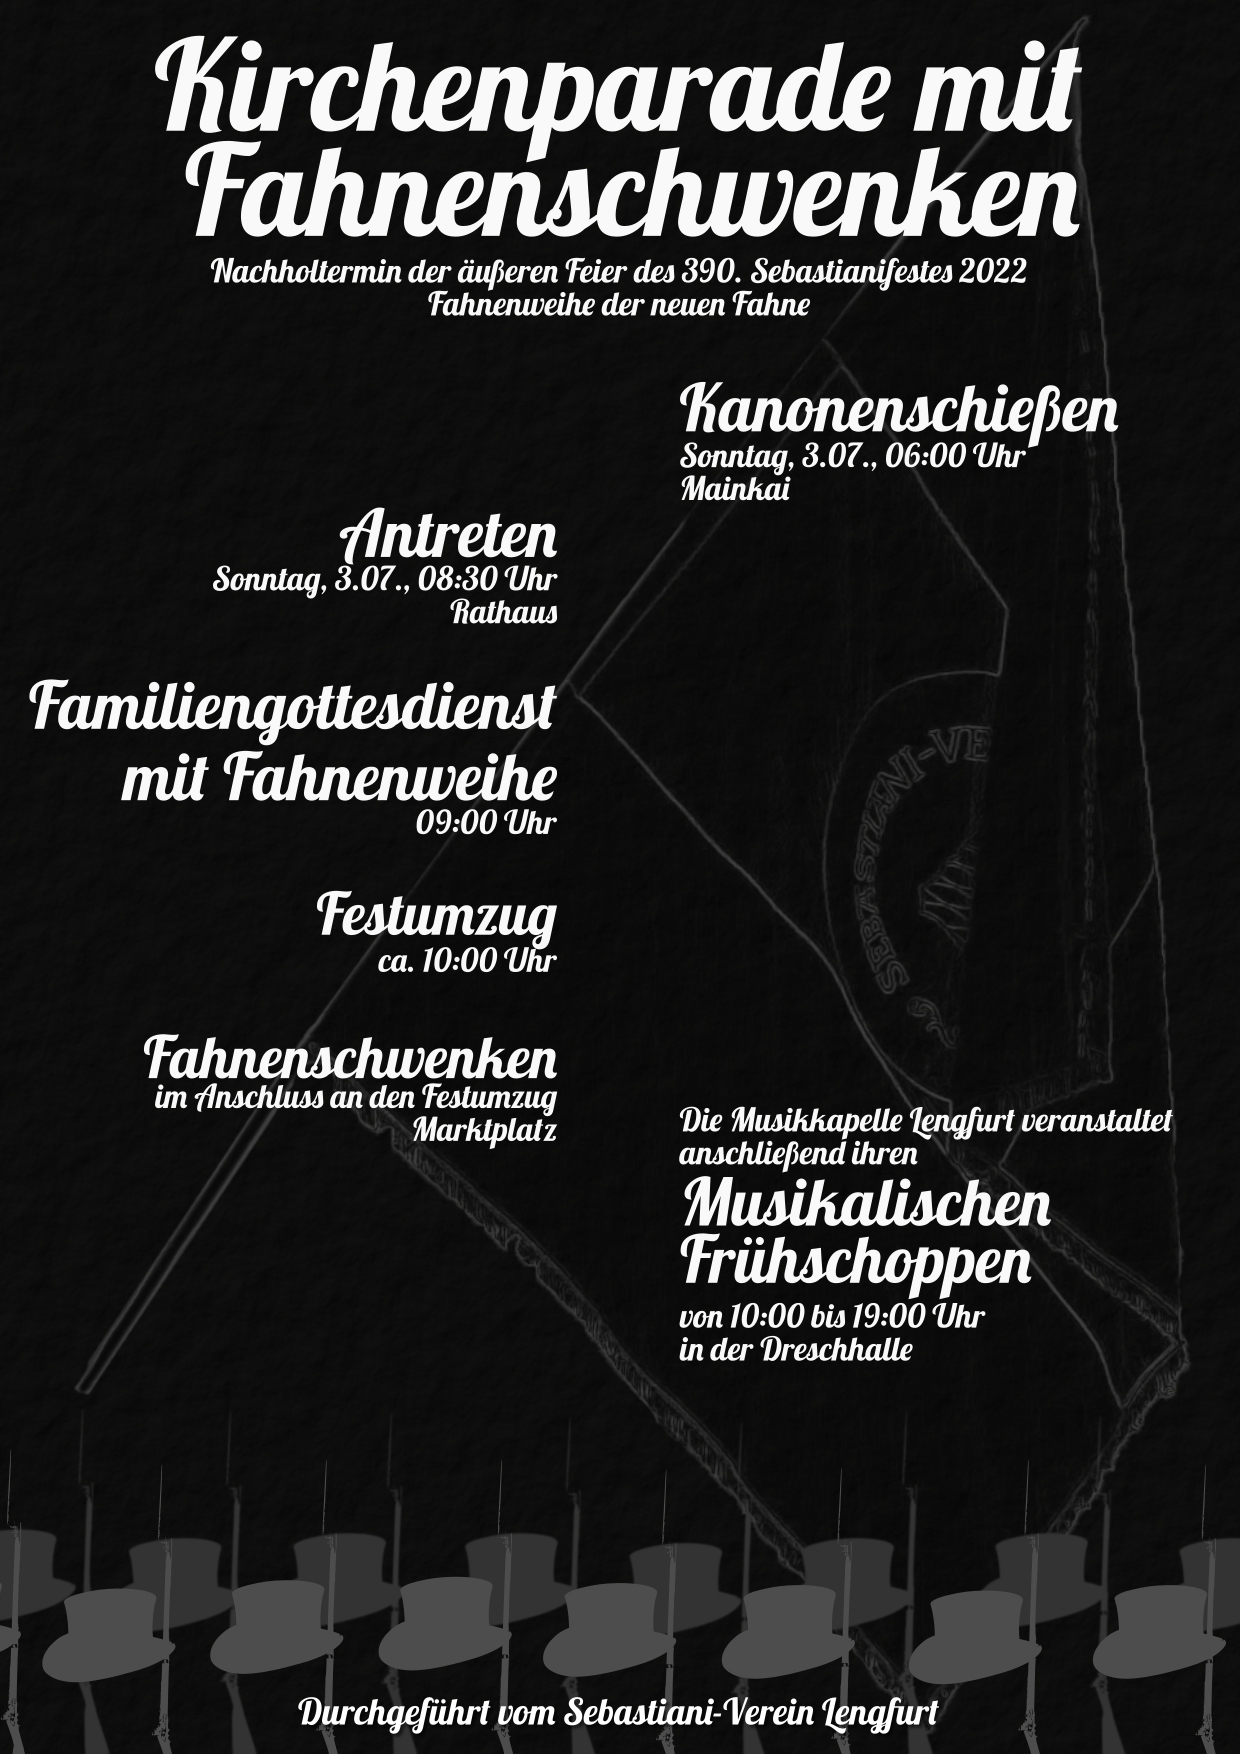 Kirchenparade mit
Fahnenschwenken
Nachholtermin der äußeren Feier des 390. Sebastianifestes 2022
Fahnenweihe der neuen Fahne
Kanonenschießen
Sonntag, 3.07., 06:00 Uhr
Mainkai
Antreten
Sonntag, 3.07., 08:30 Uhr
Rathaus
Familiengottesdienst
mit Fahnenweihe
09:00 Uhr
SEBASTIANI-VE
Festumzug
ca. 10:00 Uhr
Fahnenschwenken
im Anschluss an den Festumzug
Marktplatz
Die Musikkapelle Lengfurt veranstaltet
anschließend ihren
Musikalischen
Frühschoppen
von 10:00 bis 19:00 Uhr
in der Dreschhalle
Durchgeführt vom Sebastiani-Verein Lengfurt